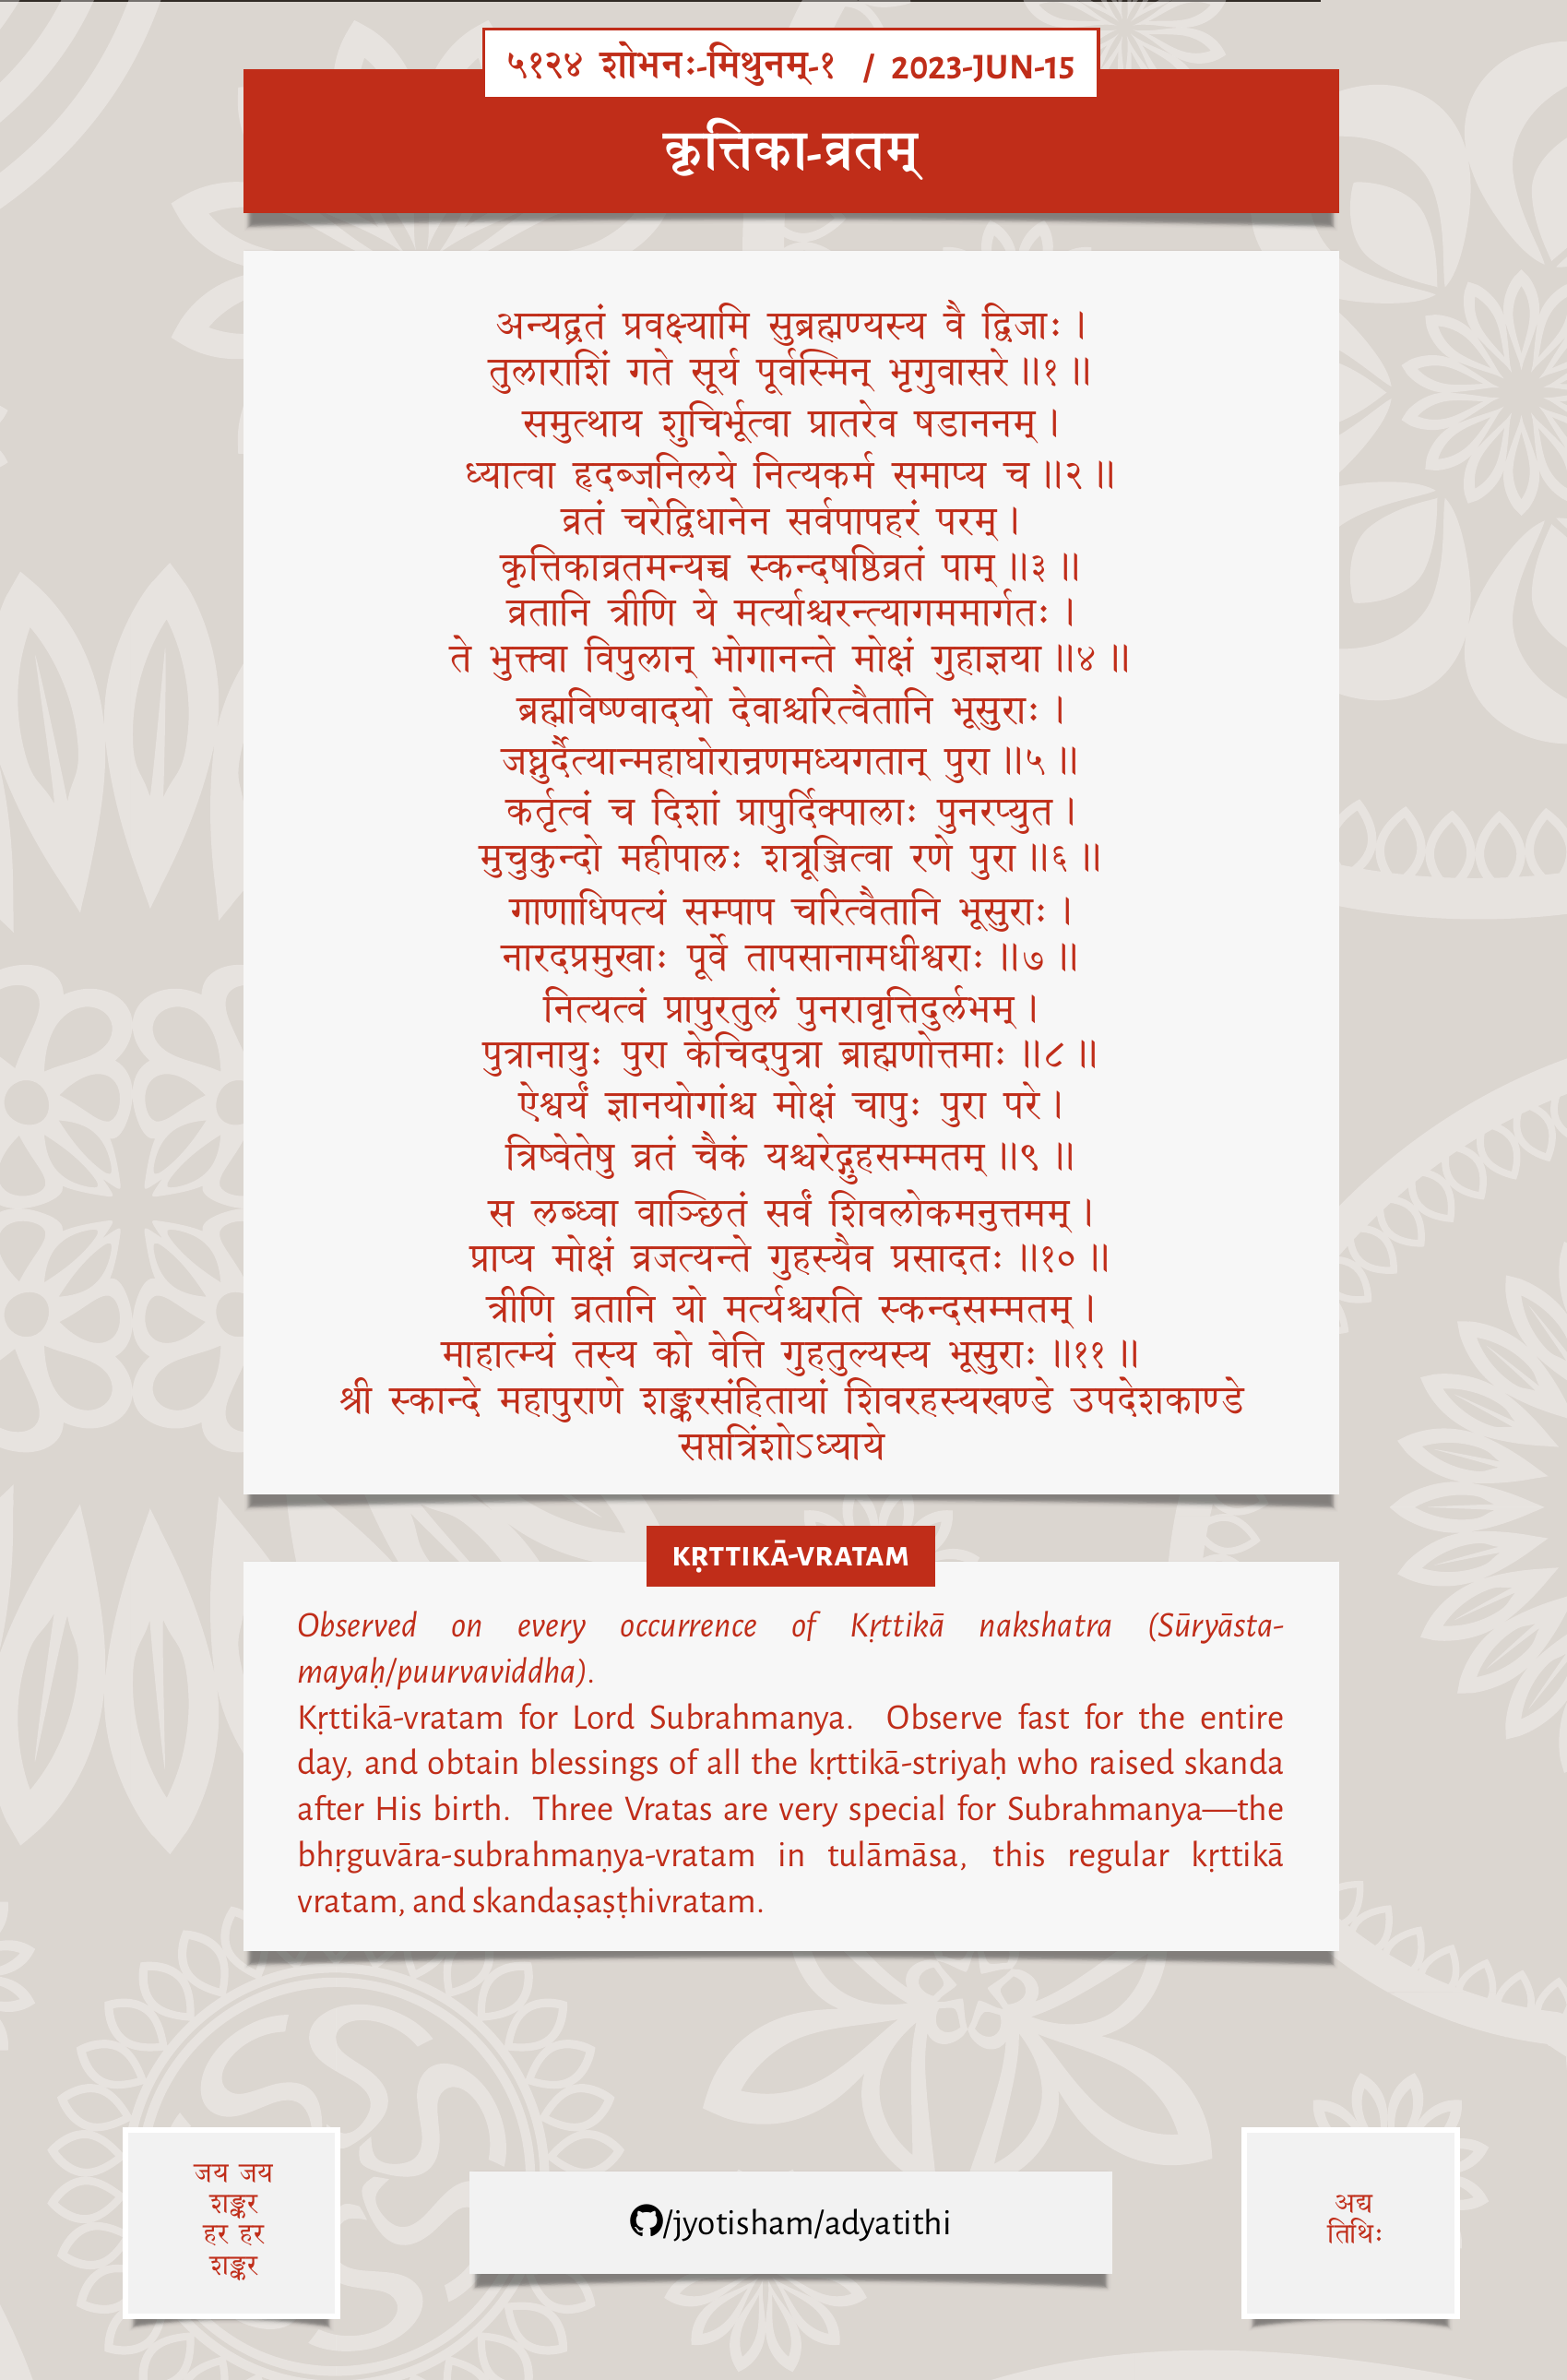 ५१२४ शोभनः-मिथुनम्-१ / 2023-JUN-15
कृत्तिका-व्रतम्
अन्यद्व्रतं प्रवक्ष्यामि सुब्रह्मण्यस्य वै द्विजाः ।
तुलाराशिं गते सूर्य पूर्वस्मिन् भृगुवासरे ॥१ ॥
समुत्थाय शुचिर्भूत्वा प्रातरेव षडाननम् ।
ध्यात्वा हृदब्जनिलये नित्यकर्म समाप्य च ॥२ ॥
व्रतं चरेद्विधानेन सर्वपापहरं परम् ।
कृत्तिकाव्रतमन्यच्च स्कन्दषष्ठिव्रतं पाम् ॥३ ॥
व्रतानि त्रीणि ये मर्त्याश्चरन्त्यागममार्गतः ।
ते भुक्त्वा विपुलान् भोगानन्ते मोक्षं गुहाज्ञया ॥४ ॥
ब्रह्मविष्ण्वादयो देवाश्चरित्वैतानि भूसुराः ।
जघ्नुर्दैत्यान्महाघोरान्रणमध्यगतान् पुरा ॥५ ॥
कर्तृत्वं च दिशां प्रापुर्दिक्पालाः पुनरप्युत ।
मुचुकुन्दो महीपालः शत्रूञ्जित्वा रणे पुरा ॥६ ॥
गाणाधिपत्यं सम्पाप चरित्वैतानि भूसुराः ।
नारदप्रमुखाः पूर्वे तापसानामधीश्वराः ॥७ ॥
नित्यत्वं प्रापुरतुलं पुनरावृत्तिदुर्लभम् ।
पुत्रानायुः पुरा केचिदपुत्रा ब्राह्मणोत्तमाः ॥८ ॥
ऐश्वर्यं ज्ञानयोगांश्च मोक्षं चापुः पुरा परे ।
त्रिष्वेतेषु व्रतं चैकं यश्चरेद्गुहसम्मतम् ॥९ ॥
स लब्ध्वा वाञ्छितं सर्वं शिवलोकमनुत्तमम् ।
प्राप्य मोक्षं व्रजत्यन्ते गुहस्यैव प्रसादतः ॥१० ॥
त्रीणि व्रतानि यो मर्त्यश्चरति स्कन्दसम्मतम् ।
माहात्म्यं तस्य को वेत्ति गुहतुल्यस्य भूसुराः ॥११ ॥
श्री स्कान्दे महापुराणे शङ्करसंहितायां शिवरहस्यखण्डे उपदेशकाण्डे
सप्तत्रिंशोऽध्याये
KṚTTIKĀ-VRATAM
Observed on every occurrence of Kṛttikā nakshatra (Sūryāsta-
mayaḥ/puurvaviddha).
Kṛttikā-vratam for Lord Subrahmanya. Observe fast for the entire
day, and obtain blessings of all the kṛttikā-striyaḥ who raised skanda
after His birth. Three Vratas are very special for Subrahmanya—the
bhṛguvāra-subrahmaṇya-vratam in tulāmāsa, this regular kṛttikā
vratam, and skandaṣaṣṭhivratam.
जय जय
शङ्कर
हर हर
शङ्कर
/jyotisham/adyatithi
अद्य
तिथिः